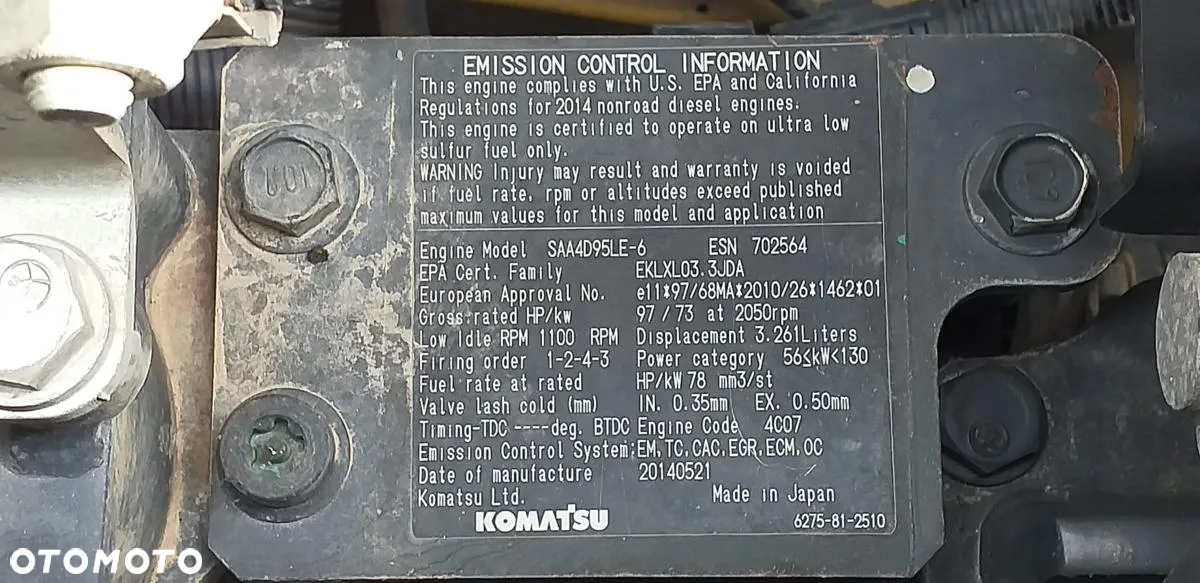 EMISSION CONTROL INFORMATION
This engine complies with U.S. EPA and California
Regulations for 2014 nonroad diesel engines.
This engine is certified to operate on ultra low
sulfur fuel only.
WARNING Injury may result and warranty is voided
if fuel rate, rpm or altitudes exceed published
maximum values for this model and application
Engine Model SAA4D95LE-6 ESN 702564
EPA Cert. Family EKLXL03.3JDA
European Approval No. e11*97/68MA*2010/26*1462*01
Gross rated HP/kw 97 / 73 at 2050rpm
Low Idle RPM 1100 RPM Displacement 3.261Liters
Firing order 1-2-4-3 Power category 56≤kW<130
Fuel rate at rated HP/kW 78 mm3/st
Valve lash cold (mm) IN. 0.35mm EX. 0.50mm
Timing-TDC ----deg. BTDC Engine Code 4C07
Emission Control System:EM,TC,CAC,EGR,ECM,OC
Date of manufacture 20140521
Komatsu Ltd. Made in Japan
KOMATSU 6275-81-2510
OTOMOTO